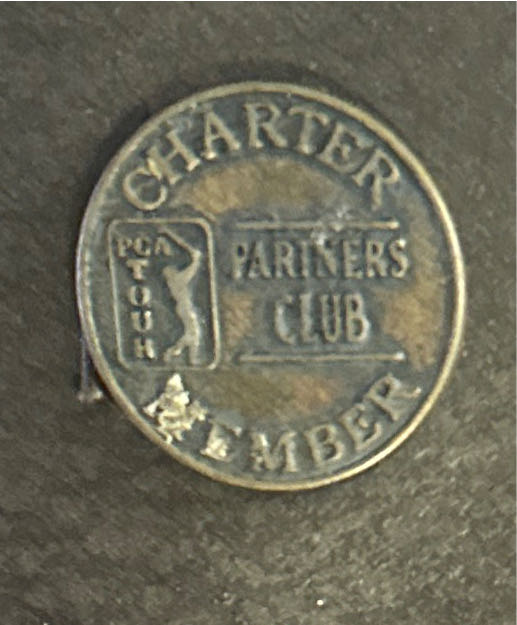 CHARTER
PGA
TOUR
PARTNERS
CLUB
MEMBER